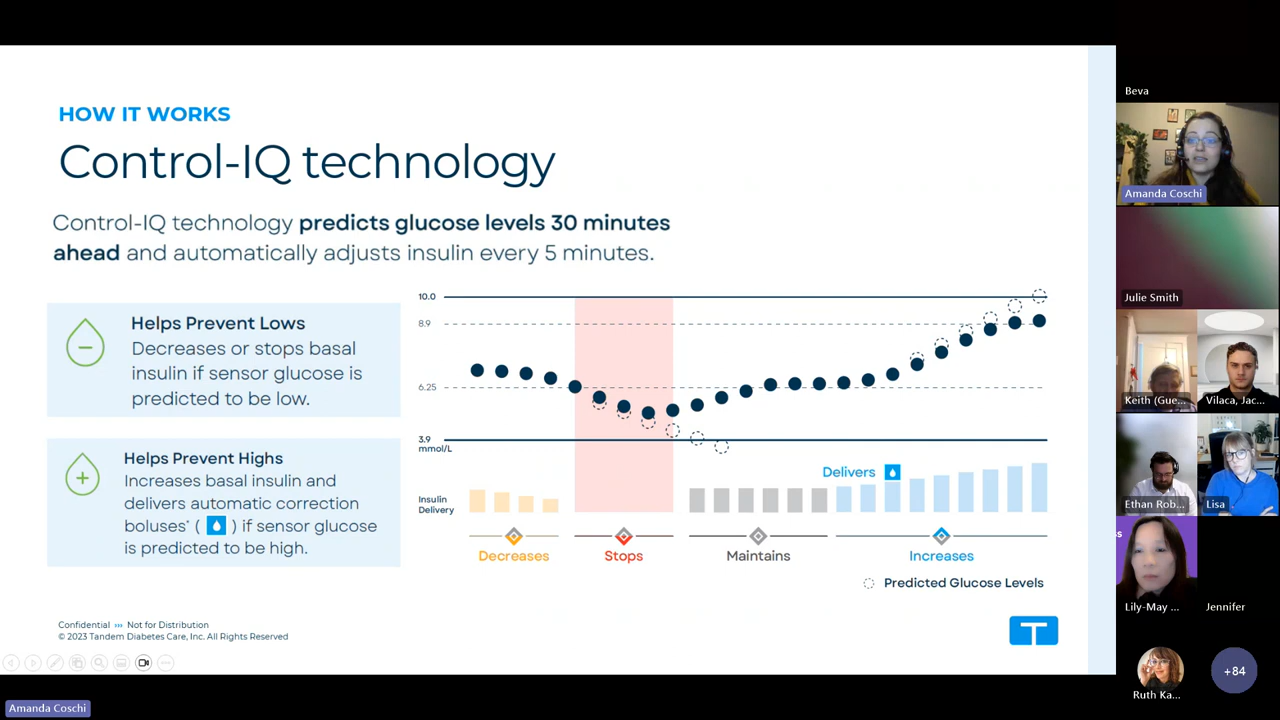 HOW IT WORKS
Control-IQ technology
Control-IQ technology predicts glucose levels 30 minutes
ahead and automatically adjusts insulin every 5 minutes.
Helps Prevent Lows
Decreases or stops basal
insulin if sensor glucose is
predicted to be low.
Helps Prevent Highs
Increases basal insulin and
delivers automatic correction
boluses* ( ) if sensor glucose
is predicted to be high.
10.0
8.9
6.25
3.9
mmol/L
Delivers
Insulin
Delivery
Decreases
Stops
Maintains
Increases
Predicted Glucose Levels
Confidential ››› Not for Distribution
© 2023 Tandem Diabetes Care, Inc. All Rights Reserved
T
Amanda Coschi
Beva
Amanda Coschi
Julie Smith
Keith (Gue...
Vilaca, Jac...
Ethan Rob...
Lisa
Lily-May ...
Jennifer
Ruth Ka...
+84